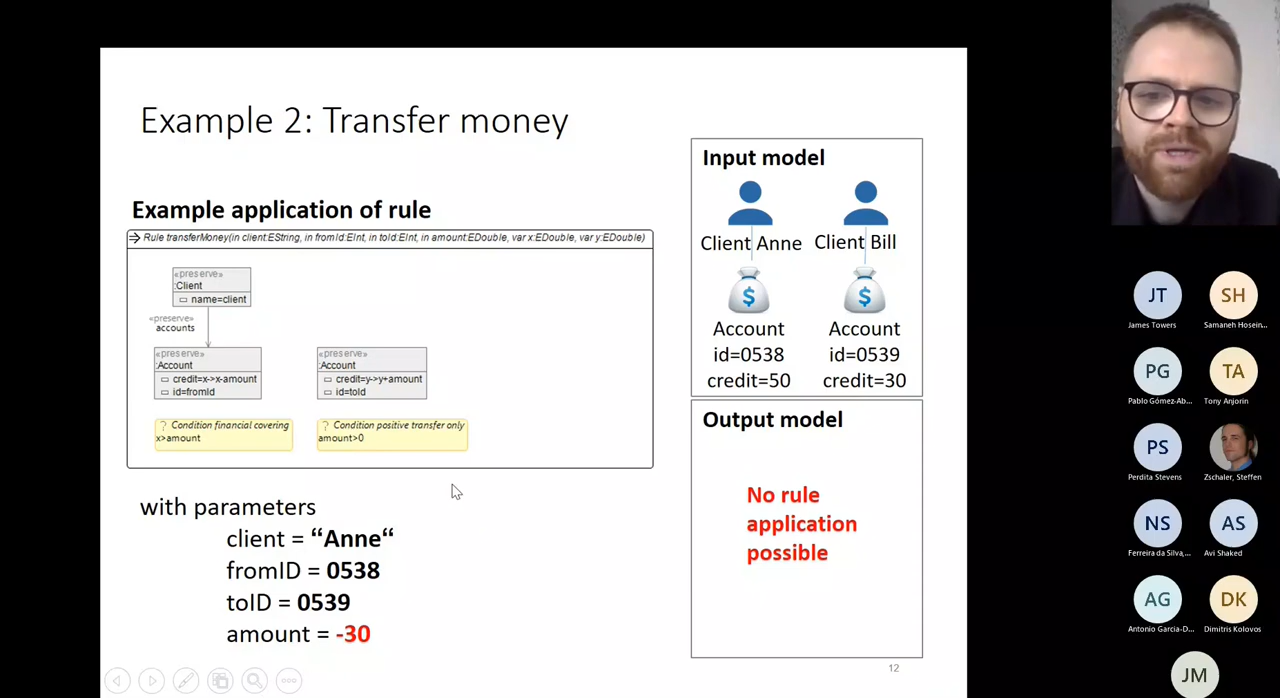 Example 2: Transfer money
Example application of rule
Rule transferMoney(in client:EString, in fromId:EInt, in toId:EInt, in amount:EDouble, var x:EDouble, var y:EDouble)
«preserve»
:Client
name=client
«preserve»
accounts
«preserve»
:Account
credit=x->x-amount
id=fromId
«preserve»
:Account
credit=y->y+amount
id=toId
? Condition financial covering
x>amount
? Condition positive transfer only
amount>0
with parameters
client = “Anne“
fromID = 0538
toID = 0539
amount = -30
Input model
Client Anne
Client Bill
$
$
Account
id=0538
credit=50
Account
id=0539
credit=30
Output model
No rule
application
possible
12
JT
James Towers
SH
Samaneh Hosein...
PG
Pablo Gómez-Ab...
TA
Tony Anjorin
PS
Perdita Stevens
Zschaler, Steffen
NS
Ferreira da Silva,...
AS
Avi Shaked
AG
Antonio Garcia-D...
DK
Dimitris Kolovos
JM